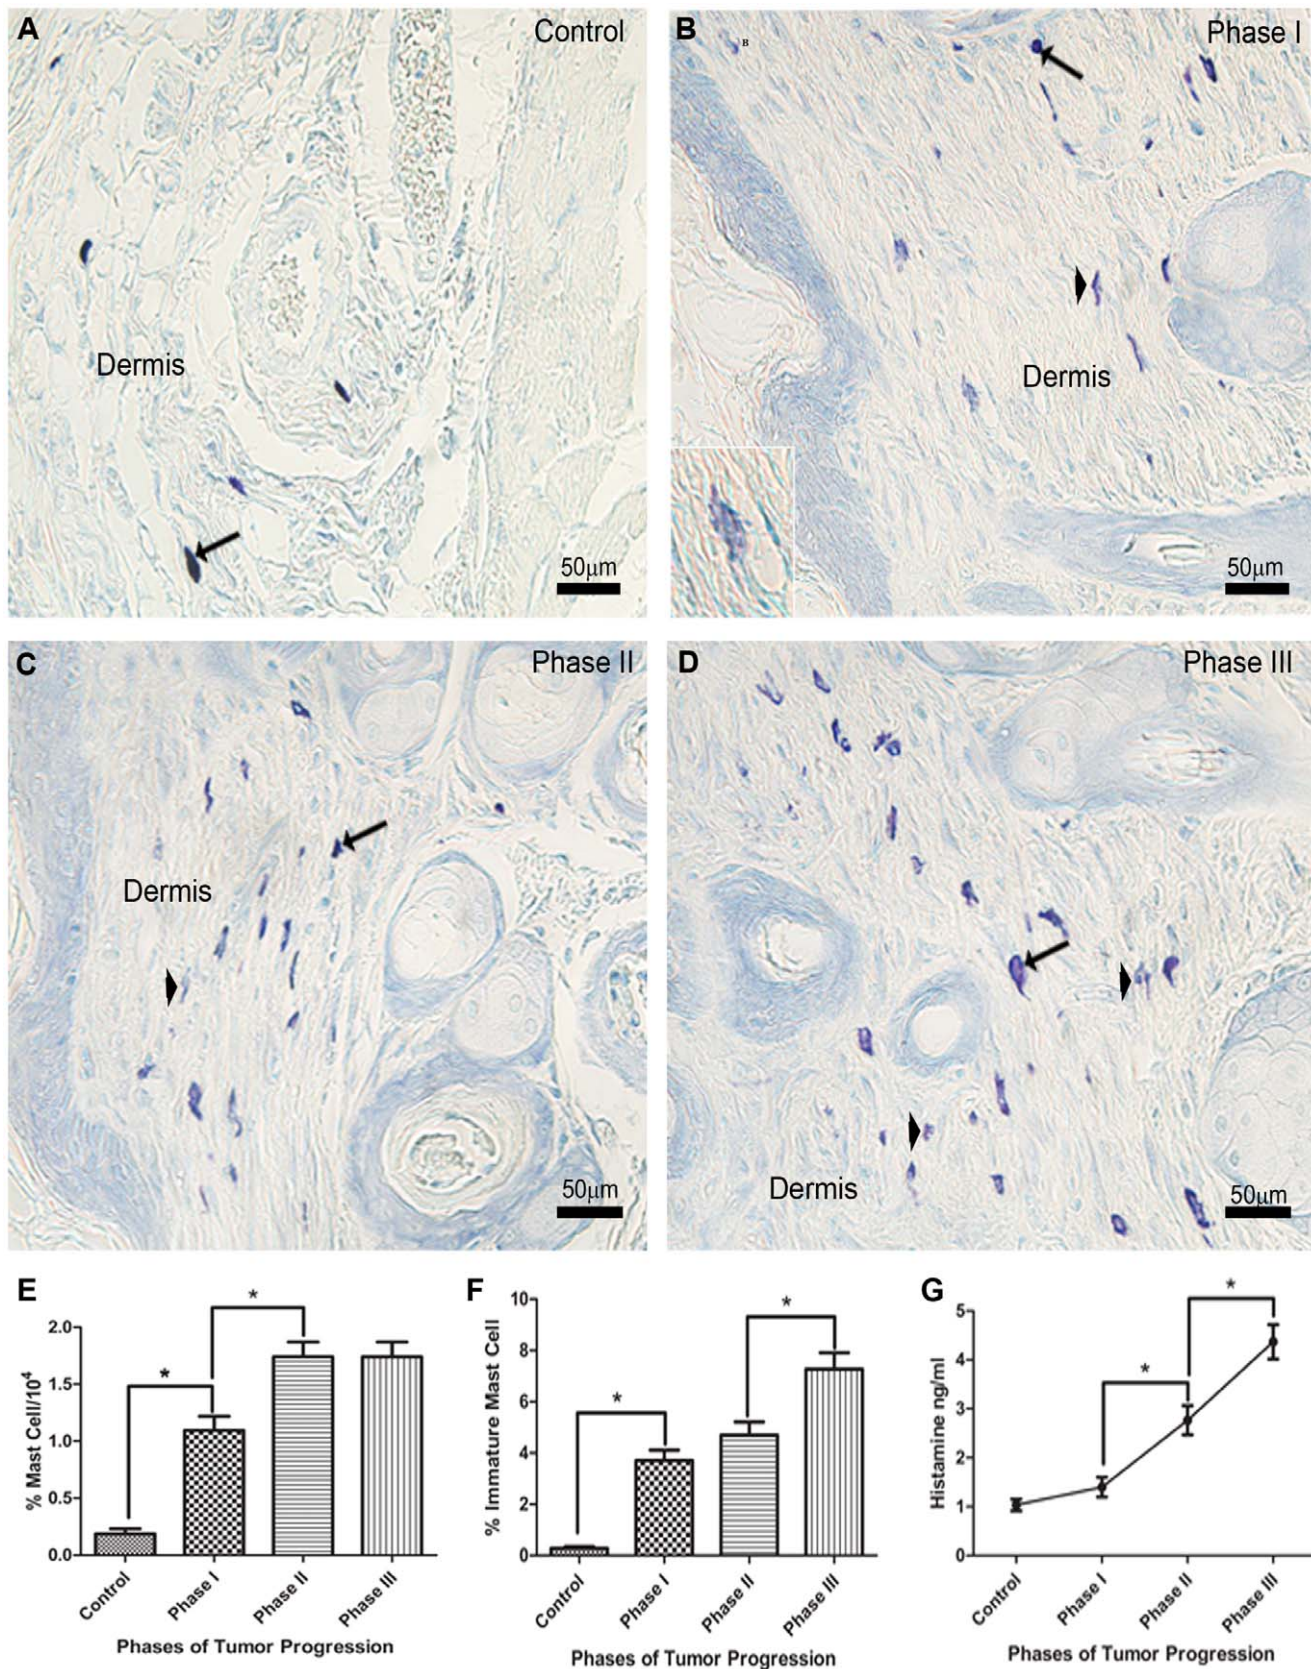 A
Control
Dermis
50μm
B
B
Phase I
Dermis
50μm
C
Phase II
Dermis
50μm
D
Phase III
Dermis
50μm
E
% Mast Cell/10⁴
2.0
1.5
1.0
0.5
0.0
*
*
Control
Phase I
Phase II
Phase III
Phases of Tumor Progression
F
% Immature Mast Cell
10
8
6
4
2
0
*
*
Control
Phase I
Phase II
Phase III
Phases of Tumor Progression
G
Histamine ng/ml
5
4
3
2
1
0
*
*
Control
Phase I
Phase II
Phase III
Phases of Tumor Progression